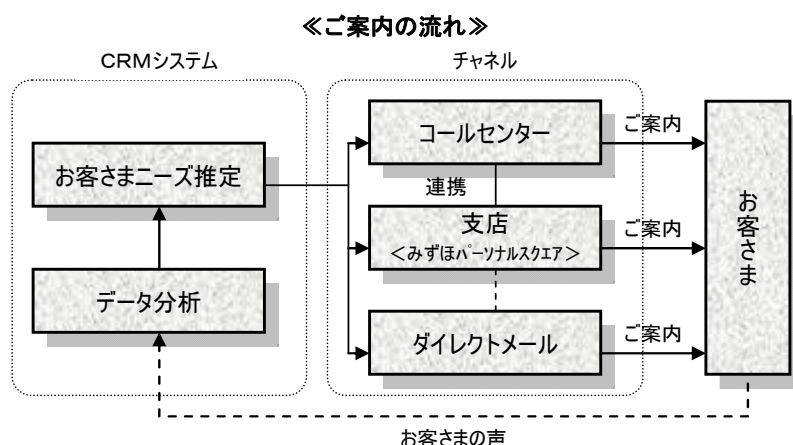 ≪ご案内の流れ≫
CRMシステム
チャネル
お客さまニーズ推定
データ分析
コールセンター
連携
支店
＜みずほパーソナルスクエア＞
ダイレクトメール
ご案内
ご案内
ご案内
お客さま
お客さまの声